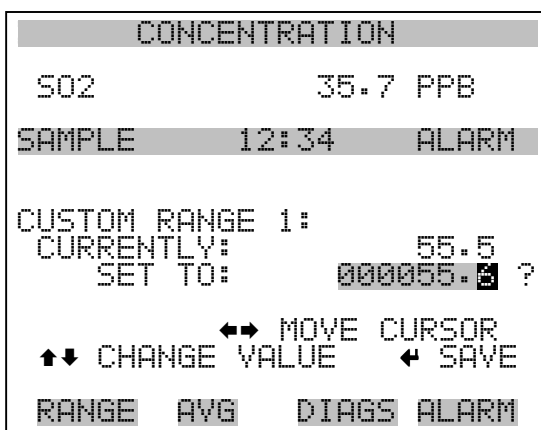 CONCENTRATION
SO2 35.7 PPB
SAMPLE 12:34 ALARM
CUSTOM RANGE 1:
CURRENTLY: 55.5
SET TO: 000055.6 ?
⬅➡ MOVE CURSOR
⬆⬇ CHANGE VALUE ↵ SAVE
RANGE AVG DIAGS ALARM